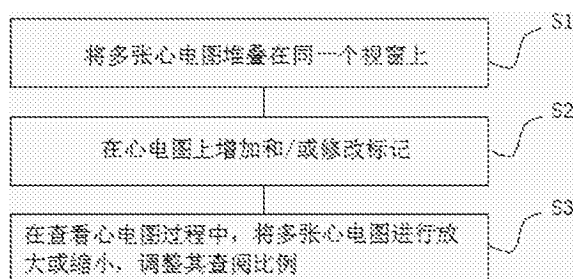 S1
将多张心电图堆叠在同一个视窗上
S2
在心电图上增加和/或修改标记
S3
在查看心电图过程中，将多张心电图进行放
大或缩小，调整其查阅比例